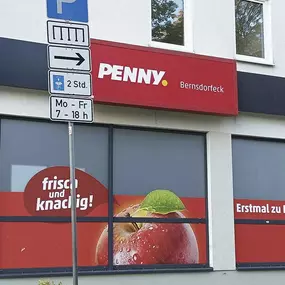 P
2 Std.
Mo - Fr
7 - 18 h
PENNY.
Bernsdorfeck
frisch
und
knackig!
Erstmal zu